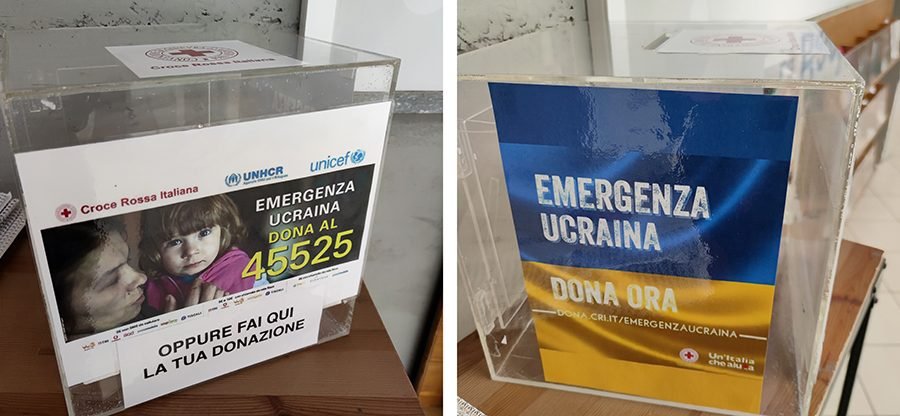 Croce Rossa Italiana
Croce Rossa Italiana
UNHCR
unicef
EMERGENZA
UCRAINA
DONA AL
45525
OPPURE FAI QUI
LA TUA DONAZIONE
EMERGENZA
UCRAINA
DONA ORA
DONA.CRI.IT/EMERGENZAUCRAINA
Un'Italia
che aiuta